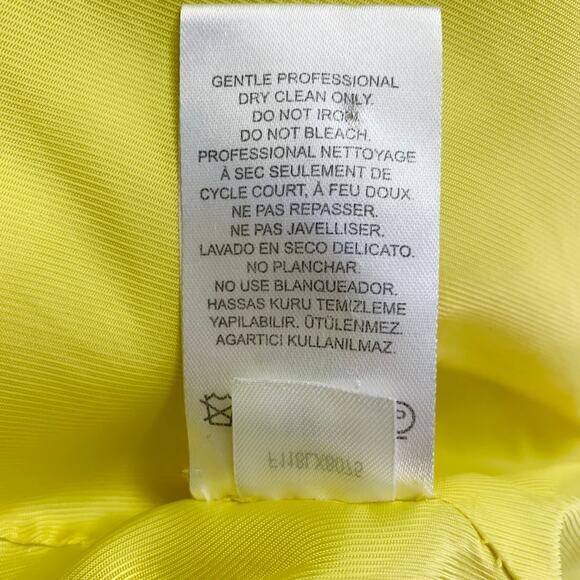 GENTLE PROFESSIONAL
DRY CLEAN ONLY.
DO NOT IRON.
DO NOT BLEACH.
PROFESSIONAL NETTOYAGE
À SEC SEULEMENT DE
CYCLE COURT, À FEU DOUX.
NE PAS REPASSER.
NE PAS JAVELLISER.
LAVADO EN SECO DELICATO.
NO PLANCHAR.
NO USE BLANQUEADOR.
HASSAS KURU TEMIZLEME
YAPILABILIR. ÜTÜLENMEZ.
AGARTICI KULLANILMAZ.
F118LX8075